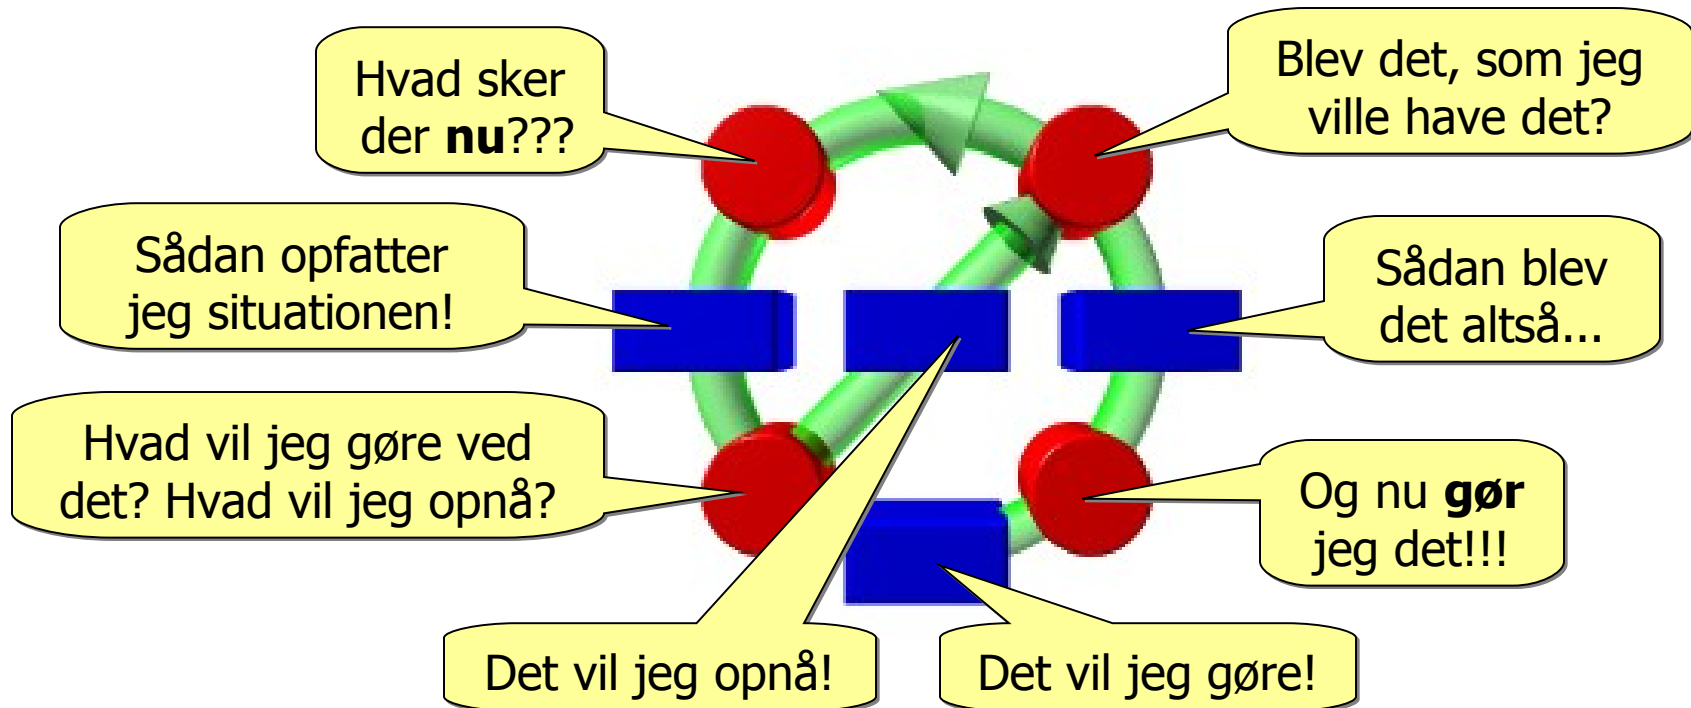 Hvad sker
der nu???
Blev det, som jeg
ville have det?
Sådan opfatter
jeg situationen!
Sådan blev
det altså...
Hvad vil jeg gøre ved
det? Hvad vil jeg opnå?
Og nu gør
jeg det!!!
Det vil jeg opnå!
Det vil jeg gøre!